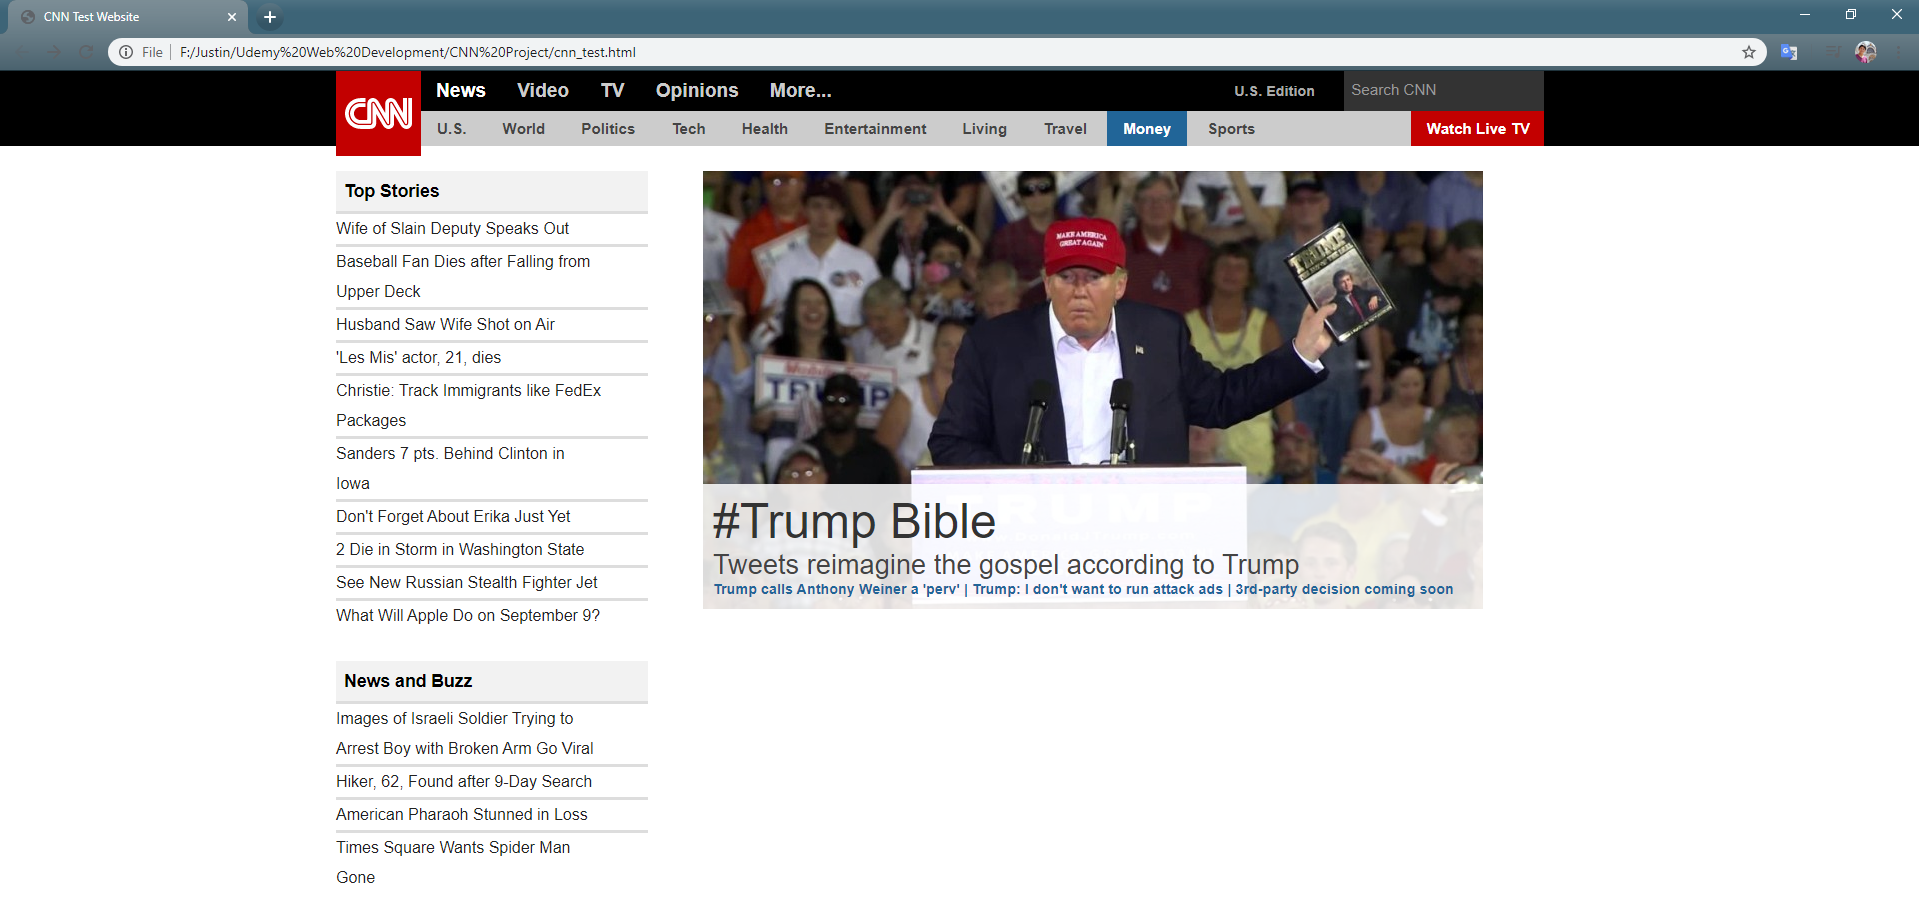 CNN Test Website
File
F:/Justin/Udemy%20Web%20Development/CNN%20Project/cnn_test.html
CNN
News Video TV Opinions More...
U.S. Edition
Search CNN
U.S. World Politics Tech Health Entertainment Living Travel Money Sports
Watch Live TV
Top Stories
Wife of Slain Deputy Speaks Out
Baseball Fan Dies after Falling from
Upper Deck
Husband Saw Wife Shot on Air
'Les Mis' actor, 21, dies
Christie: Track Immigrants like FedEx
Packages
Sanders 7 pts. Behind Clinton in
Iowa
Don't Forget About Erika Just Yet
2 Die in Storm in Washington State
See New Russian Stealth Fighter Jet
What Will Apple Do on September 9?
News and Buzz
Images of Israeli Soldier Trying to
Arrest Boy with Broken Arm Go Viral
Hiker, 62, Found after 9-Day Search
American Pharaoh Stunned in Loss
Times Square Wants Spider Man
Gone
MAKE AMERICA
GREAT AGAIN
TRUMP
TRUMP
TRUMP
#Trump Bible
Tweets reimagine the gospel according to Trump
Trump calls Anthony Weiner a 'perv' | Trump: I don't want to run attack ads | 3rd-party decision coming soon